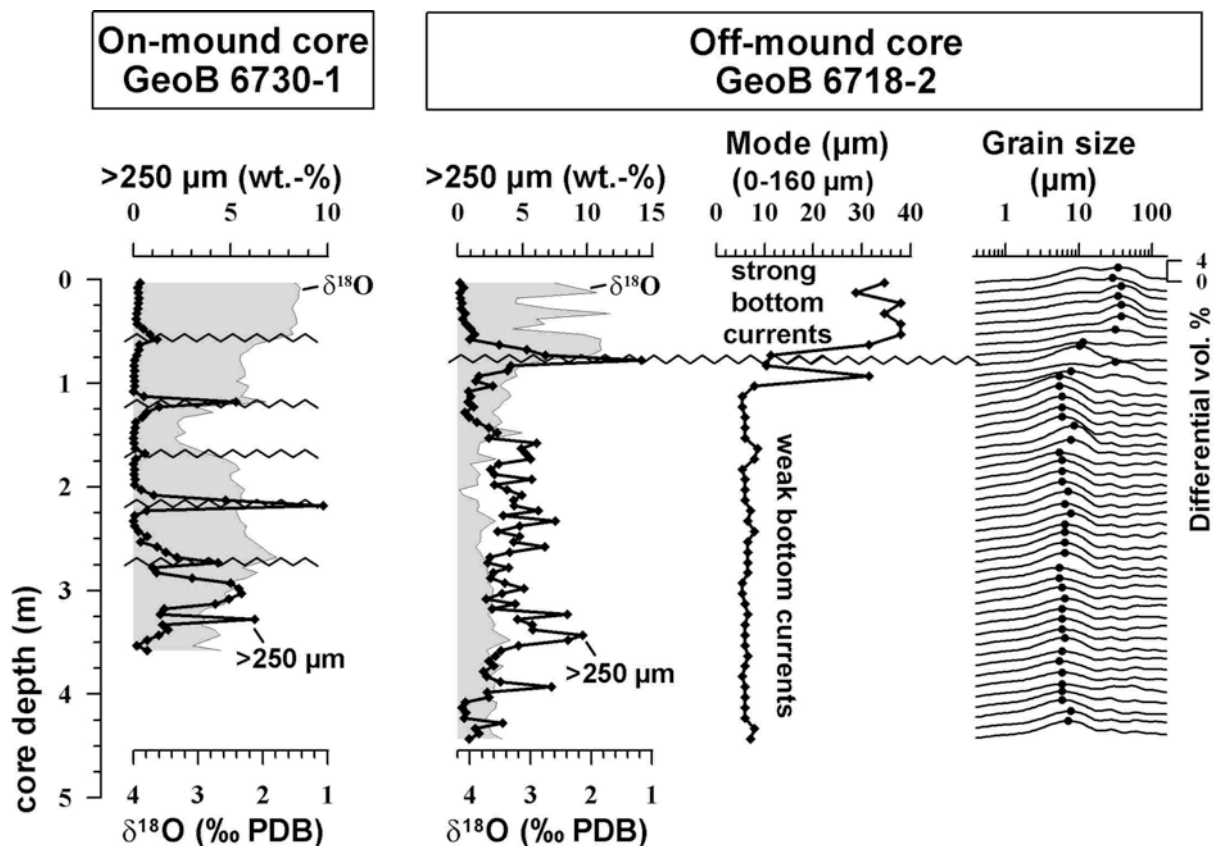 On-mound core
GeoB 6730-1
Off-mound core
GeoB 6718-2
>250 µm (wt.-%)
0 5 10
>250 µm (wt.-%)
0 5 10 15
Mode (µm)
(0-160 µm)
0 10 20 30 40
Grain size
(µm)
1 10 100
core depth (m)
0
1
2
3
4
5
δ¹⁸O
>250 µm
δ¹⁸O
>250 µm
strong
bottom
currents
weak bottom currents
4
0
Differential vol. %
4 3 2 1
δ¹⁸O (‰ PDB)
4 3 2 1
δ¹⁸O (‰ PDB)